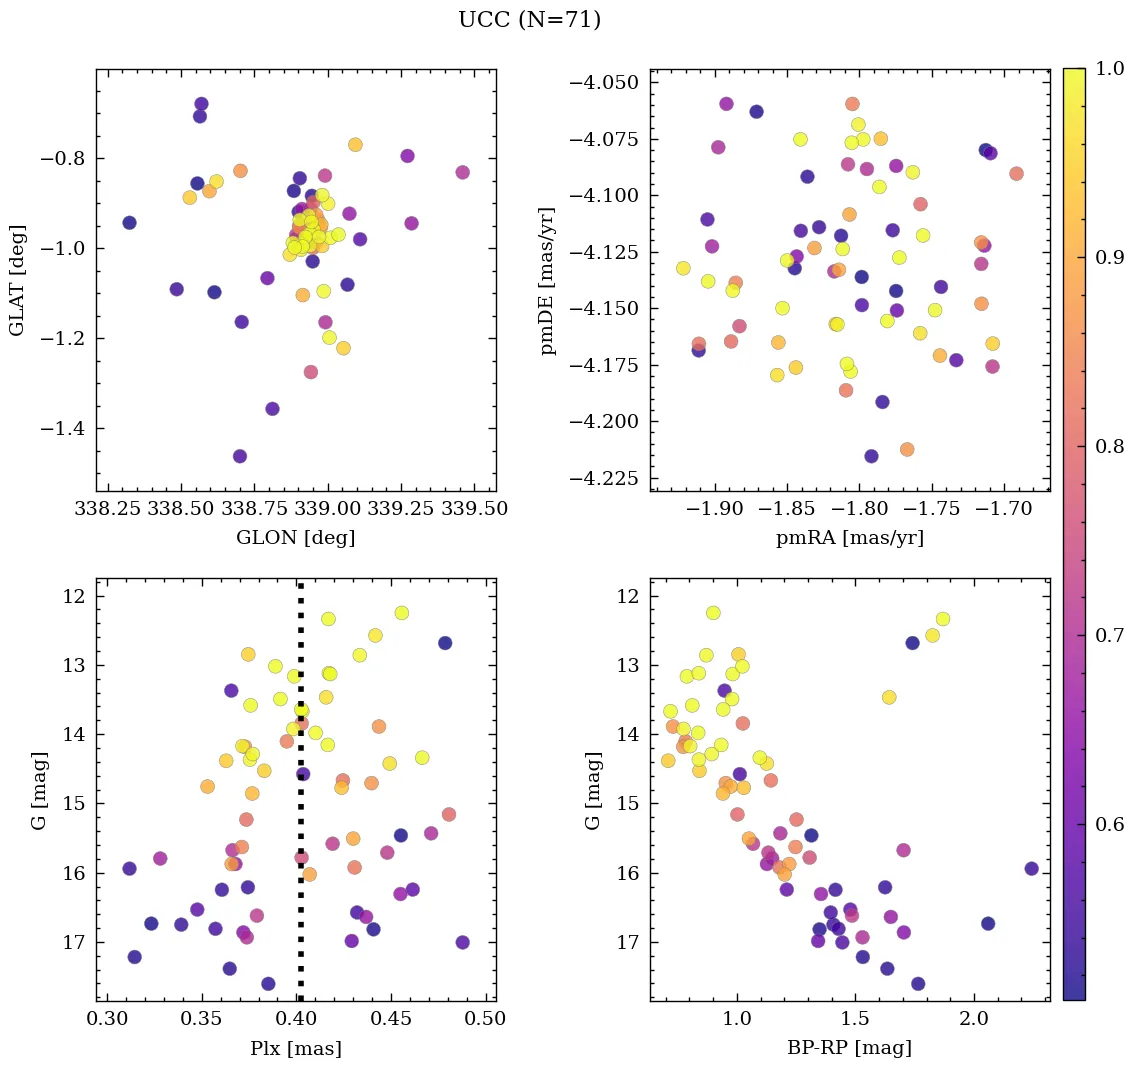 UCC (N=71)
−0.8
−1.0
−1.2
−1.4
GLAT [deg]
338.25 338.50 338.75 339.00 339.25 339.50
GLON [deg]
−4.050
−4.075
−4.100
−4.125
−4.150
−4.175
−4.200
−4.225
pmDE [mas/yr]
−1.90 −1.85 −1.80 −1.75 −1.70
pmRA [mas/yr]
1.0
0.9
0.8
0.7
0.6
12
13
14
15
16
17
G [mag]
0.30 0.35 0.40 0.45 0.50
Plx [mas]
12
13
14
15
16
17
G [mag]
1.0 1.5 2.0
BP-RP [mag]